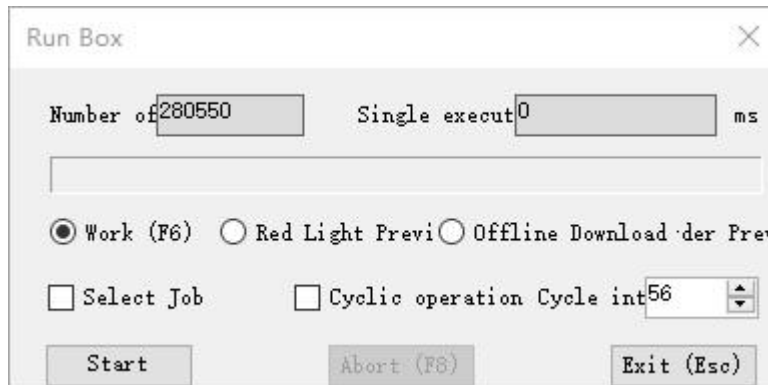 Run Box
Number of 280550 Single execut 0 ms
Work (F6) Red Light Previ Offline Download der Prev
Select Job Cyclic operation Cycle int 56
Start Abort (F8) Exit (Esc)